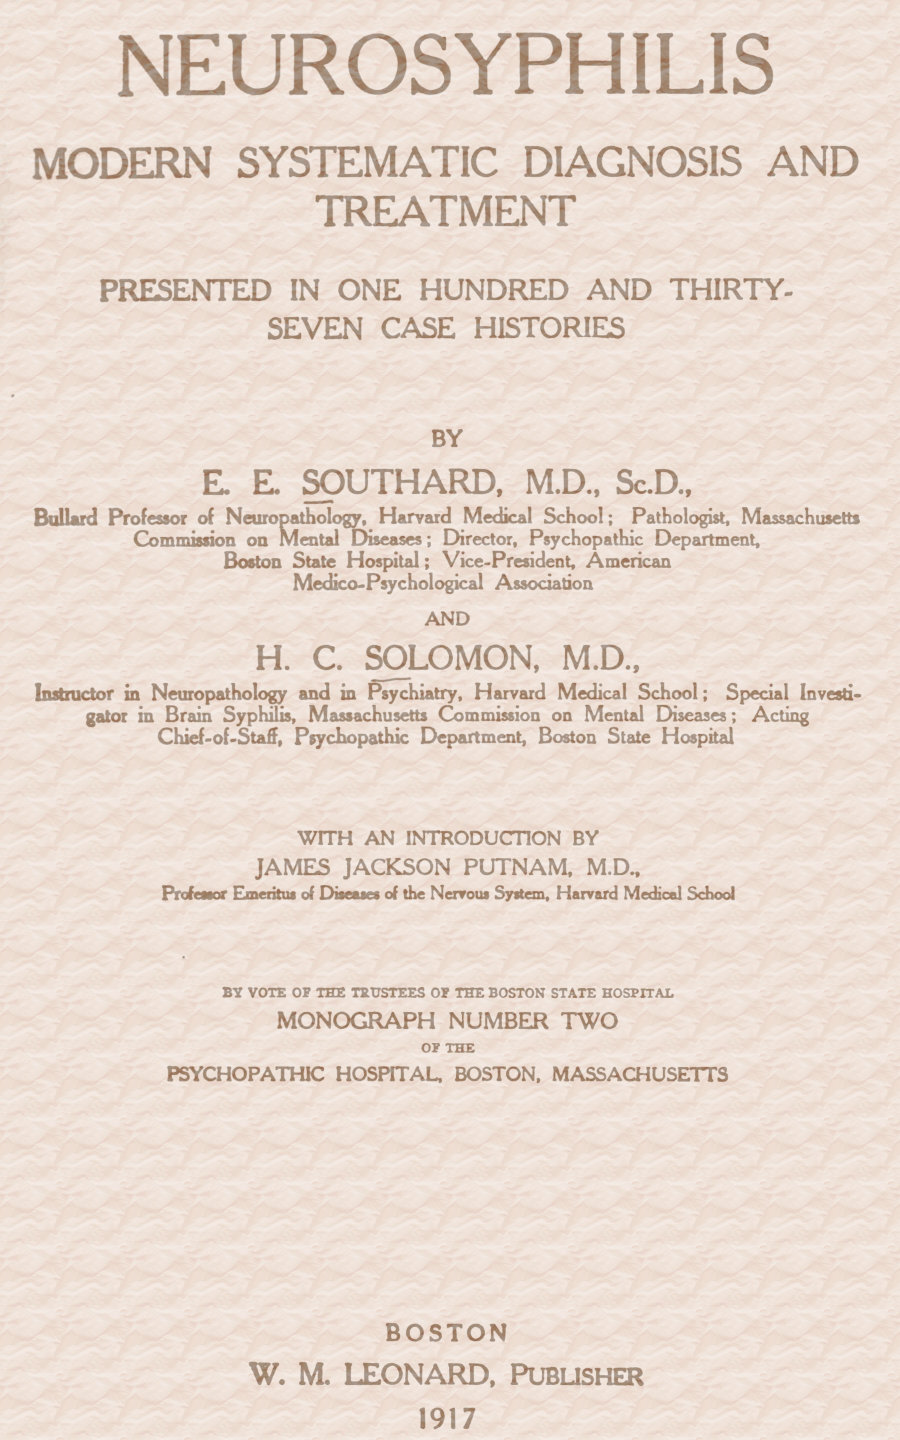 NEUROSYPHILIS
MODERN SYSTEMATIC DIAGNOSIS AND
TREATMENT
PRESENTED IN ONE HUNDRED AND THIRTY-
SEVEN CASE HISTORIES
BY
E. E. SOUTHARD, M.D., Sc.D.,
Bullard Professor of Neuropathology, Harvard Medical School; Pathologist, Massachusetts
Commission on Mental Diseases; Director, Psychopathic Department,
Boston State Hospital; Vice-President, American
Medico-Psychological Association
AND
H. C. SOLOMON, M.D.,
Instructor in Neuropathology and in Psychiatry, Harvard Medical School; Special Investi-
gator in Brain Syphilis, Massachusetts Commission on Mental Diseases; Acting
Chief-of-Staff, Psychopathic Department, Boston State Hospital
WITH AN INTRODUCTION BY
JAMES JACKSON PUTNAM, M.D.,
Professor Emeritus of Diseases of the Nervous System, Harvard Medical School
BY VOTE OF THE TRUSTEES OF THE BOSTON STATE HOSPITAL
MONOGRAPH NUMBER TWO
OF THE
PSYCHOPATHIC HOSPITAL, BOSTON, MASSACHUSETTS
BOSTON
W. M. LEONARD, PUBLISHER
1917